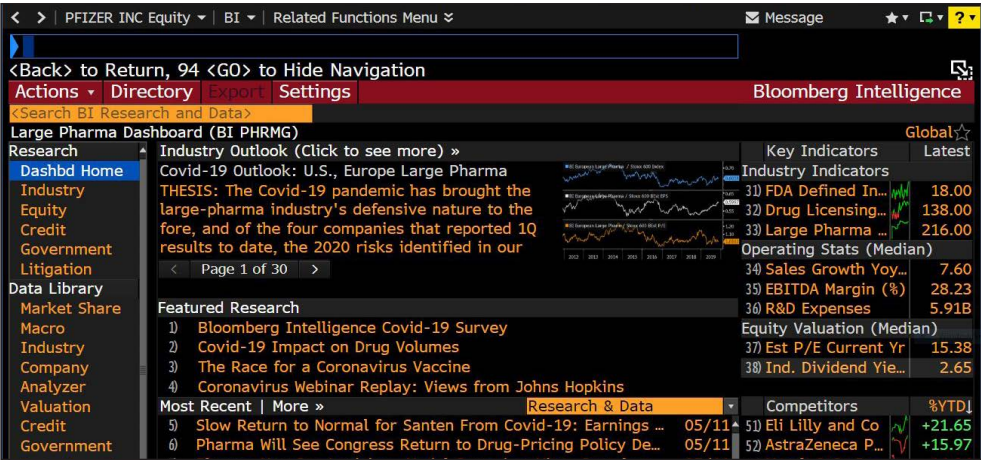 < > PFIZER INC Equity BI Related Functions Menu Message ?
<Back> to Return, 94 <GO> to Hide Navigation
Actions Directory Export Settings Bloomberg Intelligence
<Search BI Research and Data>
Large Pharma Dashboard (BI PHRMG) Global
Research
Dashbd Home
Industry
Equity
Credit
Government
Litigation
Data Library
Market Share
Macro
Industry
Company
Analyzer
Valuation
Credit
Government
Industry Outlook (Click to see more) »
Covid-19 Outlook: U.S., Europe Large Pharma
THESIS: The Covid-19 pandemic has brought the
large-pharma industry's defensive nature to the
fore, and of the four companies that reported 1Q
results to date, the 2020 risks identified in our
< Page 1 of 30 >
2012 2013 2014 2015 2016 2017 2018 2019
Featured Research
1) Bloomberg Intelligence Covid-19 Survey
2) Covid-19 Impact on Drug Volumes
3) The Race for a Coronavirus Vaccine
4) Coronavirus Webinar Replay: Views from Johns Hopkins
Most Recent | More » Research & Data
5) Slow Return to Normal for Santen From Covid-19: Earnings … 05/11
6) Pharma Will See Congress Return to Drug-Pricing Policy De… 05/11
Key Indicators Latest
Industry Indicators
31) FDA Defined In… 18.00
32) Drug Licensing… 138.00
33) Large Pharma … 216.00
Operating Stats (Median)
34) Sales Growth Yoy… 7.60
35) EBITDA Margin (%) 28.23
36) R&D Expenses 5.91B
Equity Valuation (Median)
37) Est P/E Current Yr 15.38
38) Ind. Dividend Yie… 2.65
Competitors %YTD↓
51) Eli Lilly and Co +21.65
52) AstraZeneca P… +15.97